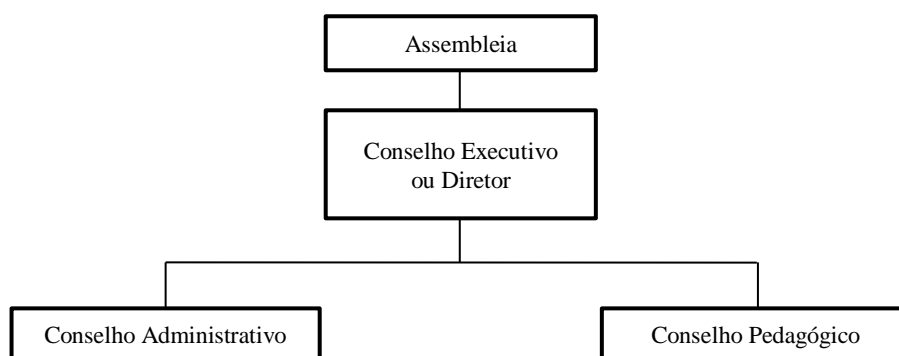 Assembleia
Conselho Executivo
ou Diretor
Conselho Administrativo
Conselho Pedagógico